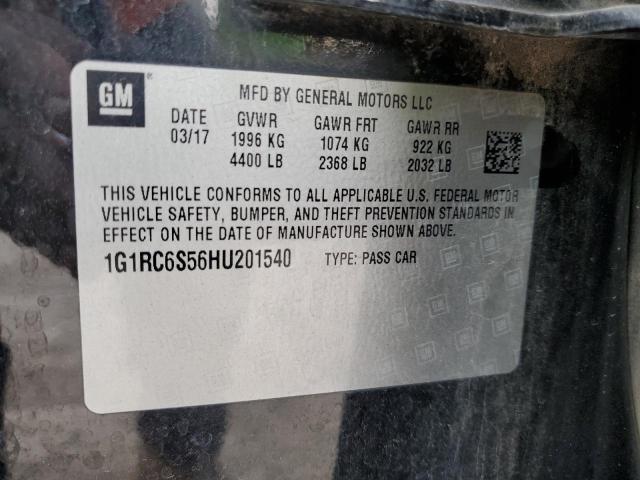 GM
MFD BY GENERAL MOTORS LLC
DATE GVWR GAWR FRT GAWR RR
03/17 1996 KG 1074 KG 922 KG
4400 LB 2368 LB 2032 LB
THIS VEHICLE CONFORMS TO ALL APPLICABLE U.S. FEDERAL MOTOR
VEHICLE SAFETY, BUMPER, AND THEFT PREVENTION STANDARDS IN
EFFECT ON THE DATE OF MANUFACTURE SHOWN ABOVE.
1G1RC6S56HU201540 TYPE: PASS CAR